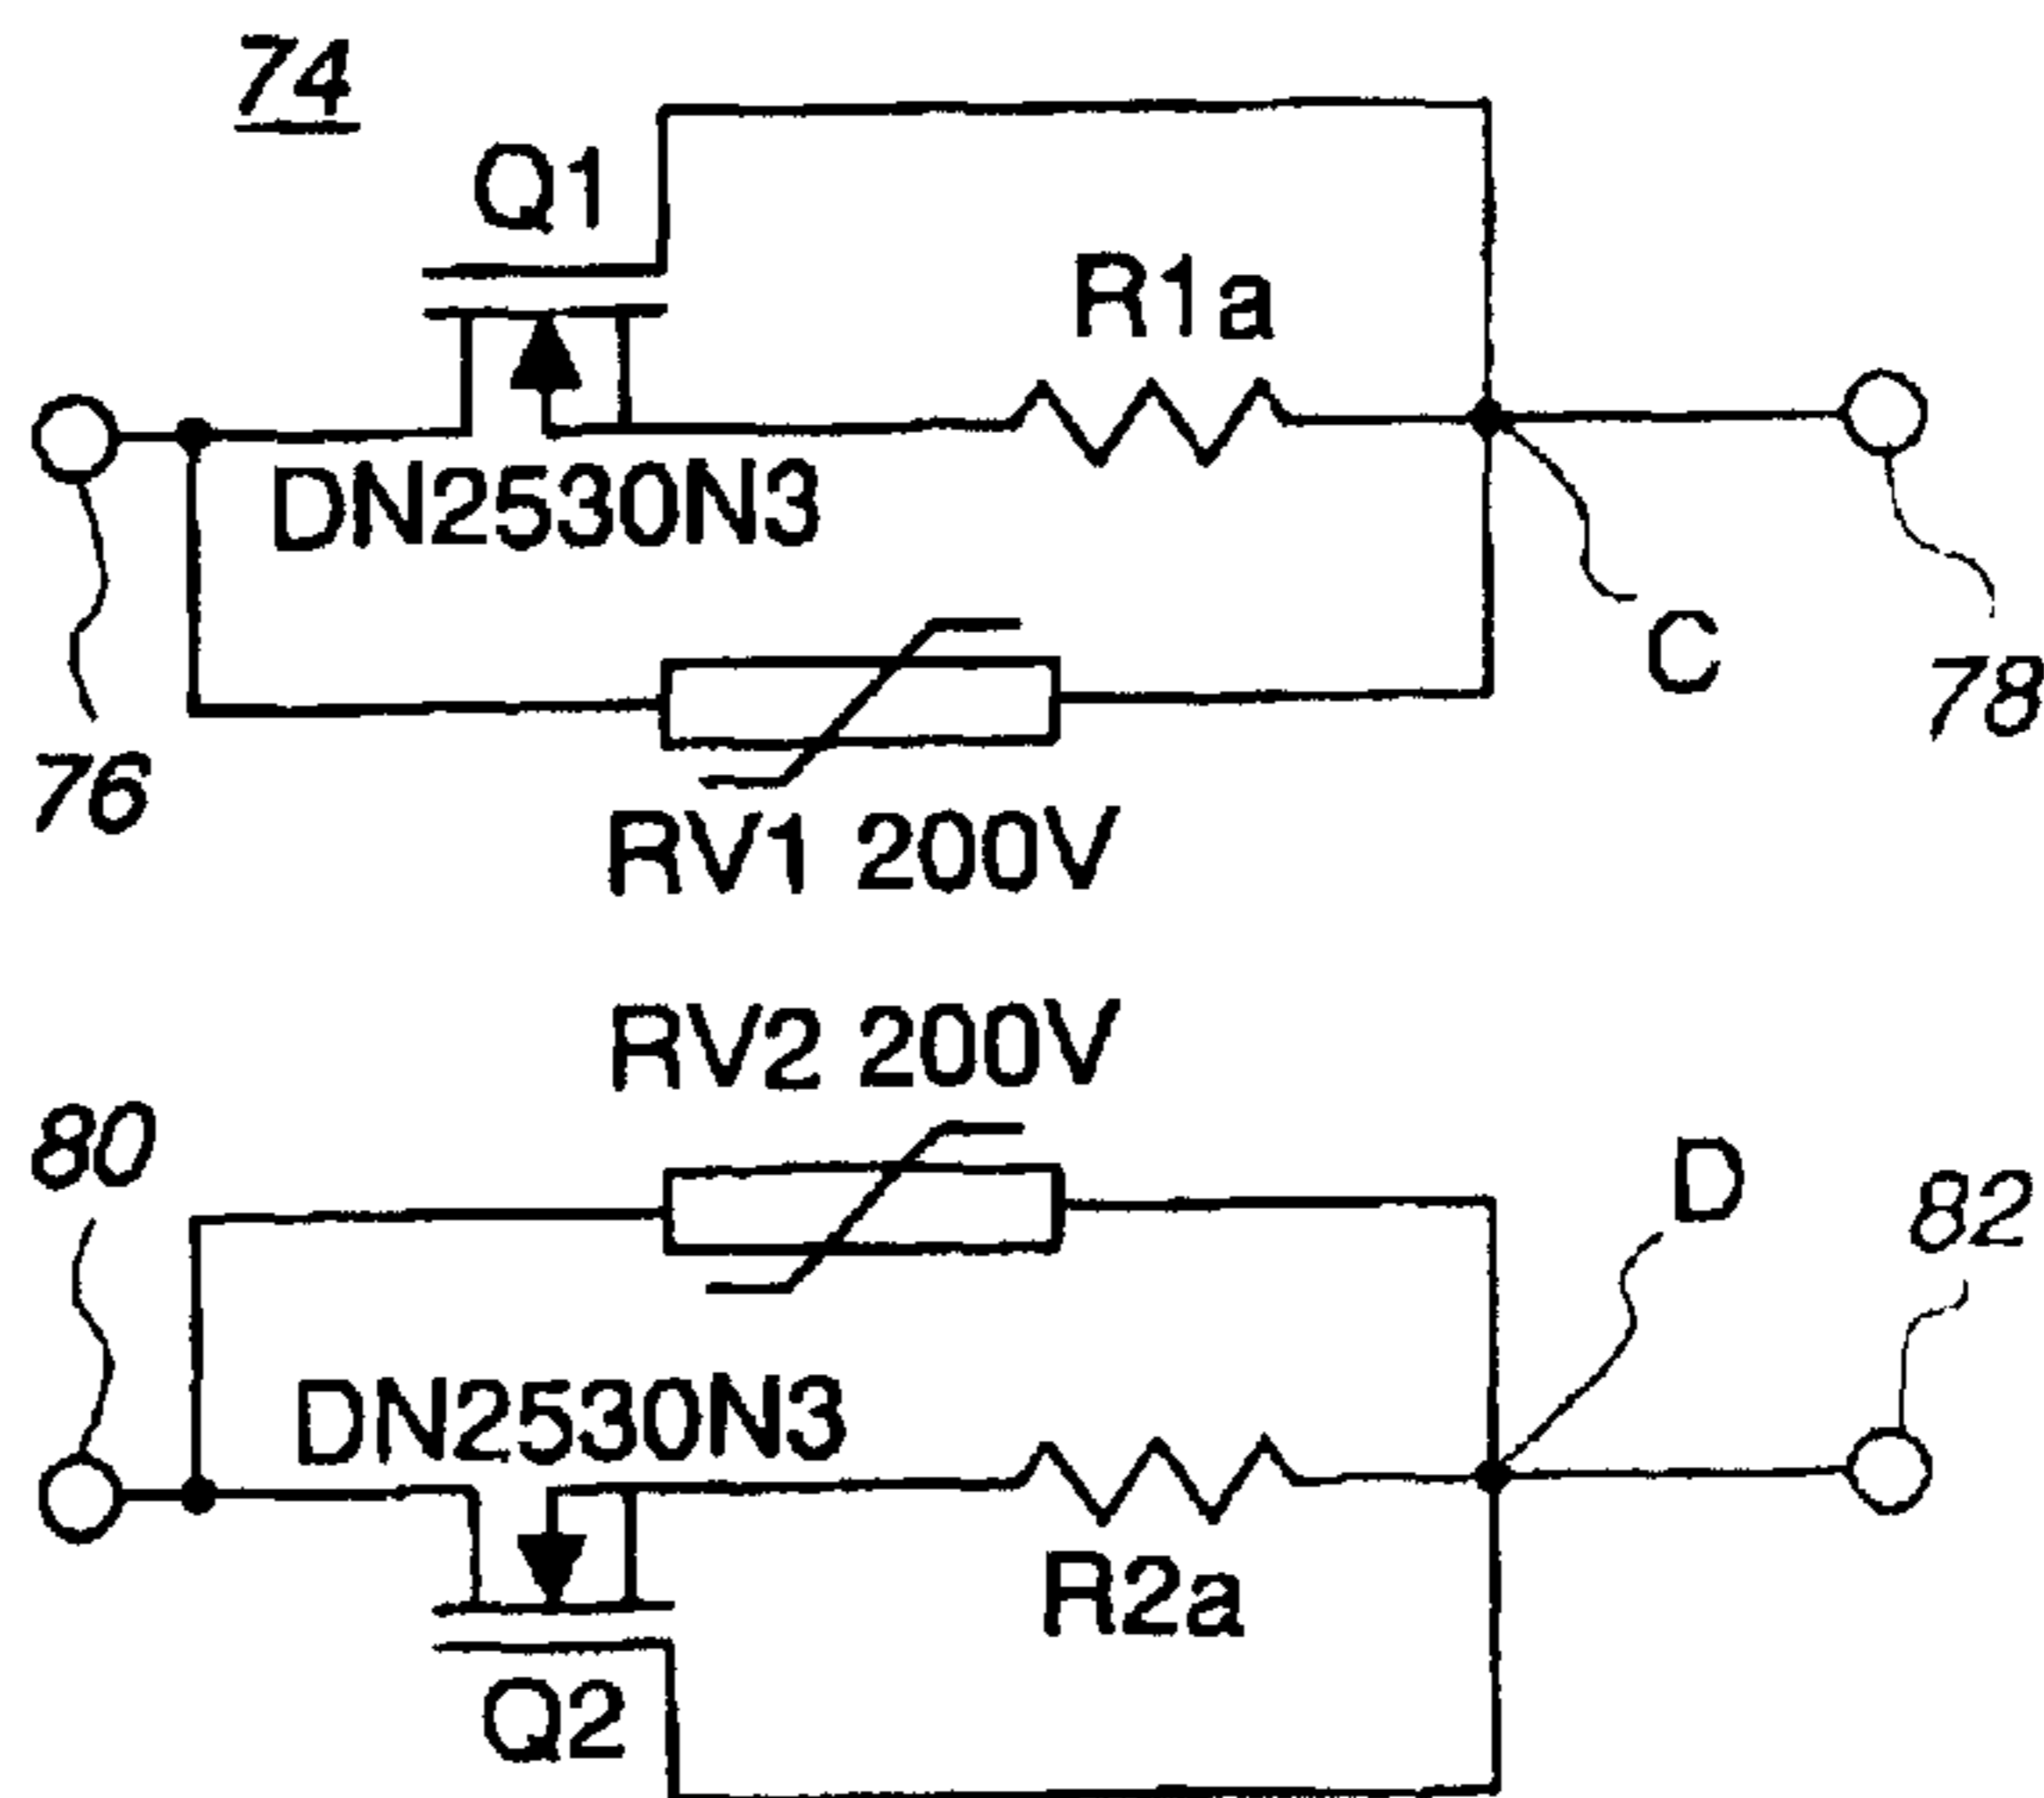 74
Q1
R1a
DN2530N3
C
78
76
RV1 200V
RV2 200V
80
D
82
DN2530N3
R2a
Q2